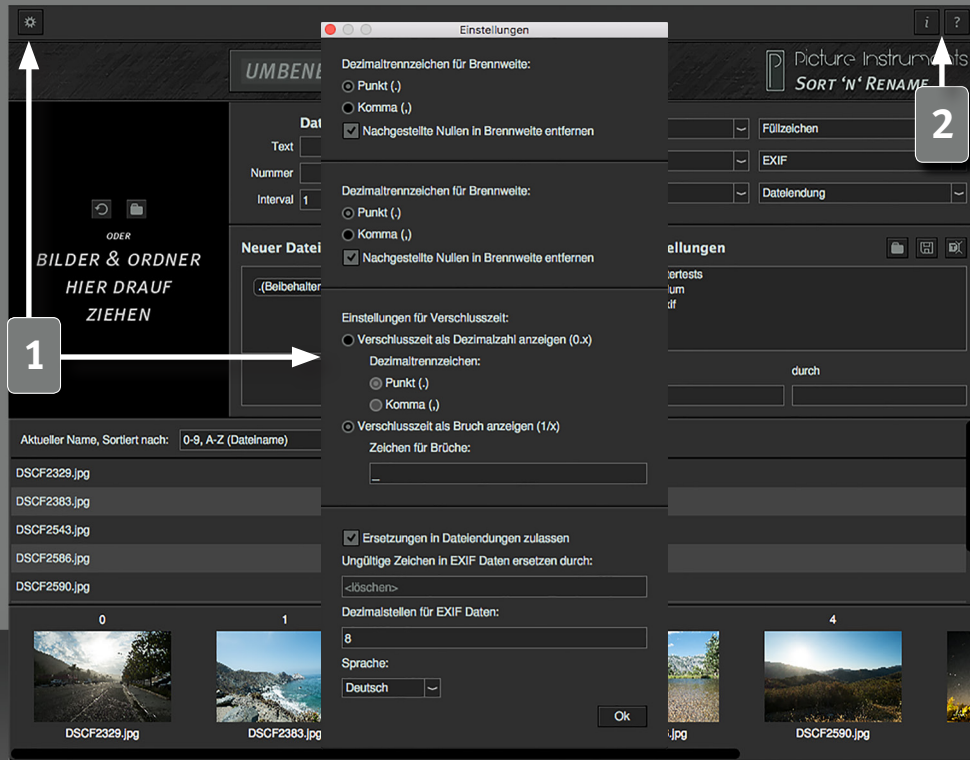 Einstellungen
i
?
UMBENE
Picture Instruments
SORT 'N' RENAME
1
2
Dezimaltrennzeichen für Brennweite:
Punkt (.)
Komma (,)
Nachgestellte Nullen in Brennweite entfernen
Dezimaltrennzeichen für Brennweite:
Punkt (.)
Komma (,)
Nachgestellte Nullen in Brennweite entfernen
Einstellungen für Verschlusszeit:
Verschlusszeit als Dezimalzahl anzeigen (0.x)
Dezimaltrennzeichen:
Punkt (.)
Komma (,)
Verschlusszeit als Bruch anzeigen (1/x)
Zeichen für Brüche:
_
Ersetzungen in Dateiendungen zulassen
Ungültige Zeichen in EXIF Daten ersetzen durch:
<löschen>
Dezimalstellen für EXIF Daten:
8
Sprache:
Deutsch
Ok
ODER
BILDER & ORDNER
HIER DRAUF
ZIEHEN
Dat
Text
Nummer
Interval 1
Füllzeichen
EXIF
Dateiendung
Neuer Datei
.(Beibehalten
ellungen
tertests
um
if
durch
Aktueller Name, Sortiert nach: 0-9, A-Z (Dateiname)
DSCF2329.jpg
DSCF2383.jpg
DSCF2543.jpg
DSCF2586.jpg
DSCF2590.jpg
0
1
4
DSCF2329.jpg
DSCF2383.jpg
.jpg
DSCF2590.jpg